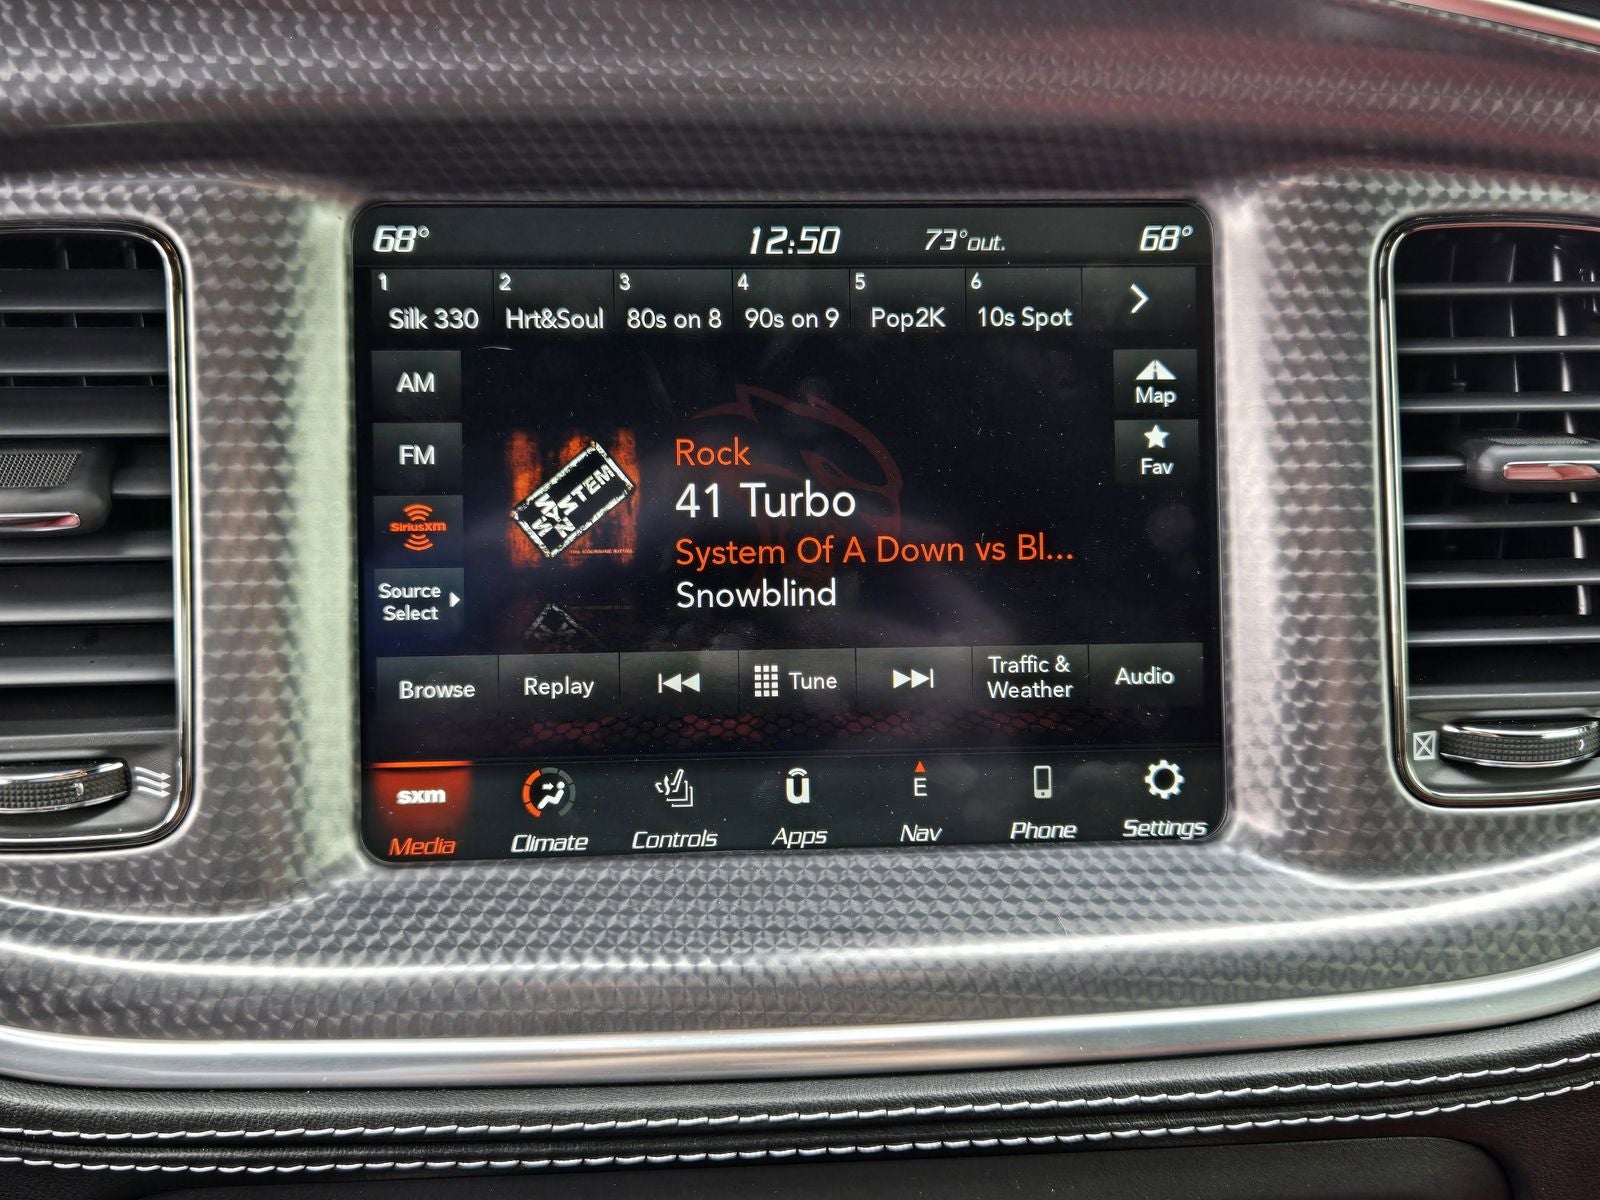 68° 12:50 73° out. 68°
1 2 3 4 5 6
Silk 330 Hrt&Soul 80s on 8 90s on 9 Pop2K 10s Spot
AM
Map
FM
Fav
SYSTEM
Rock
41 Turbo
SiriusXM
System Of A Down vs Bl...
Snowblind
Source
Select
Browse Replay Tune Traffic & Weather Audio
sxm
Media
Climate
Controls
u
Apps
E
Nav
Phone
Settings